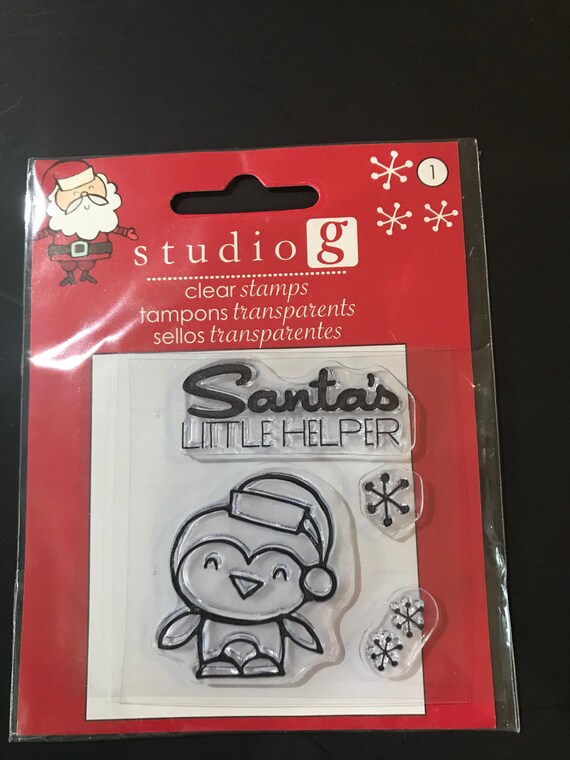 1
studio g
clear stamps
tampons transparents
sellos transparentes
Santa's
LITTLE HELPER